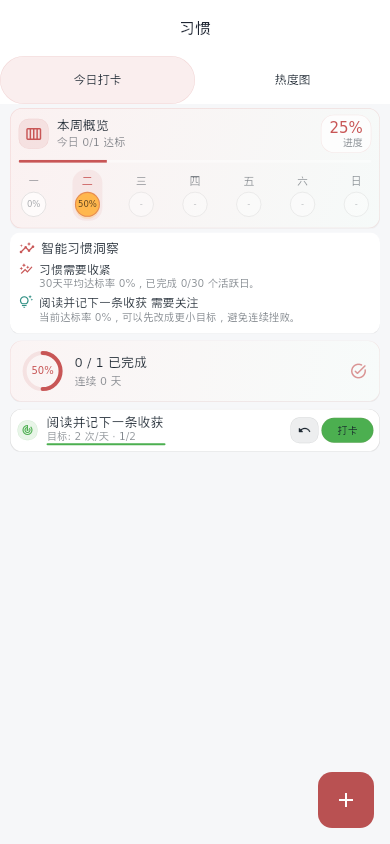 习惯
今日打卡
热度图
本周概览
今日 0/1 达标
25%
进度
一 二 三 四 五 六 日
0% 50% - - - - -
智能习惯洞察
习惯需要收紧
30天平均达标率 0%，已完成 0/30 个活跃日。
阅读并记下一条收获 需要关注
当前达标率 0%，可以先改成更小目标，避免连续挫败。
50%
0 / 1 已完成
连续 0 天
阅读并记下一条收获
目标: 2 次/天 · 1/2
打卡